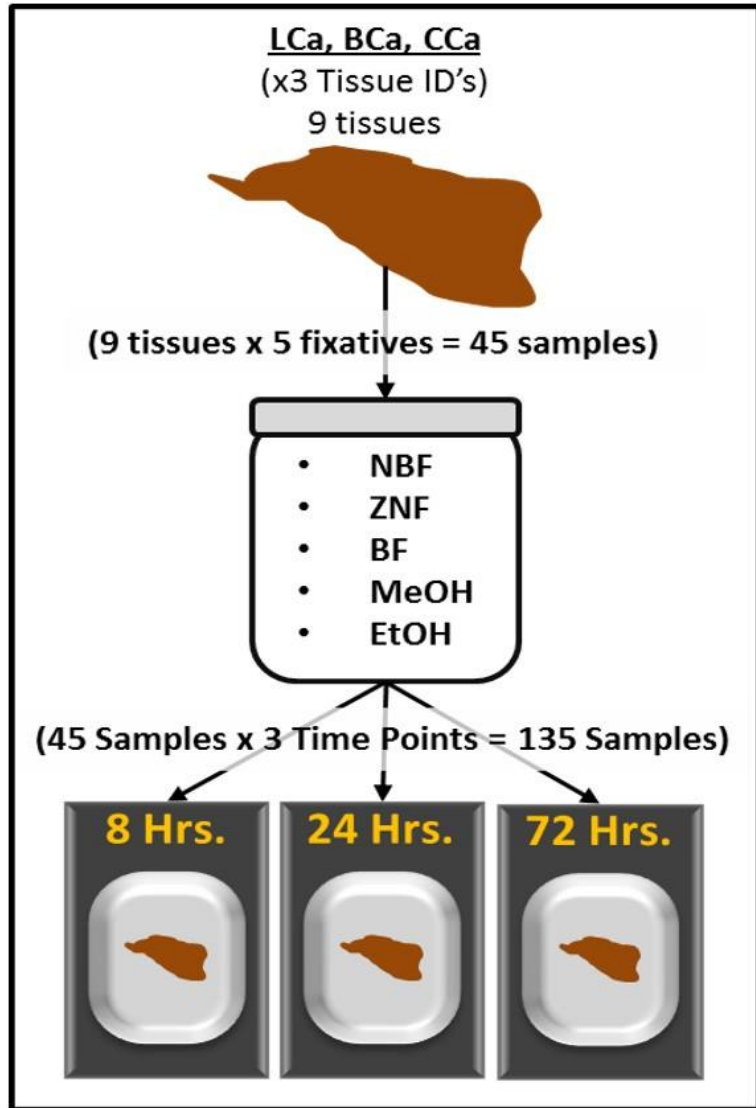 LCa, BCa, CCa
(x3 Tissue ID's)
9 tissues
(9 tissues x 5 fixatives = 45 samples)
• NBF
• ZNF
• BF
• MeOH
• EtOH
(45 Samples x 3 Time Points = 135 Samples)
8 Hrs. 24 Hrs. 72 Hrs.